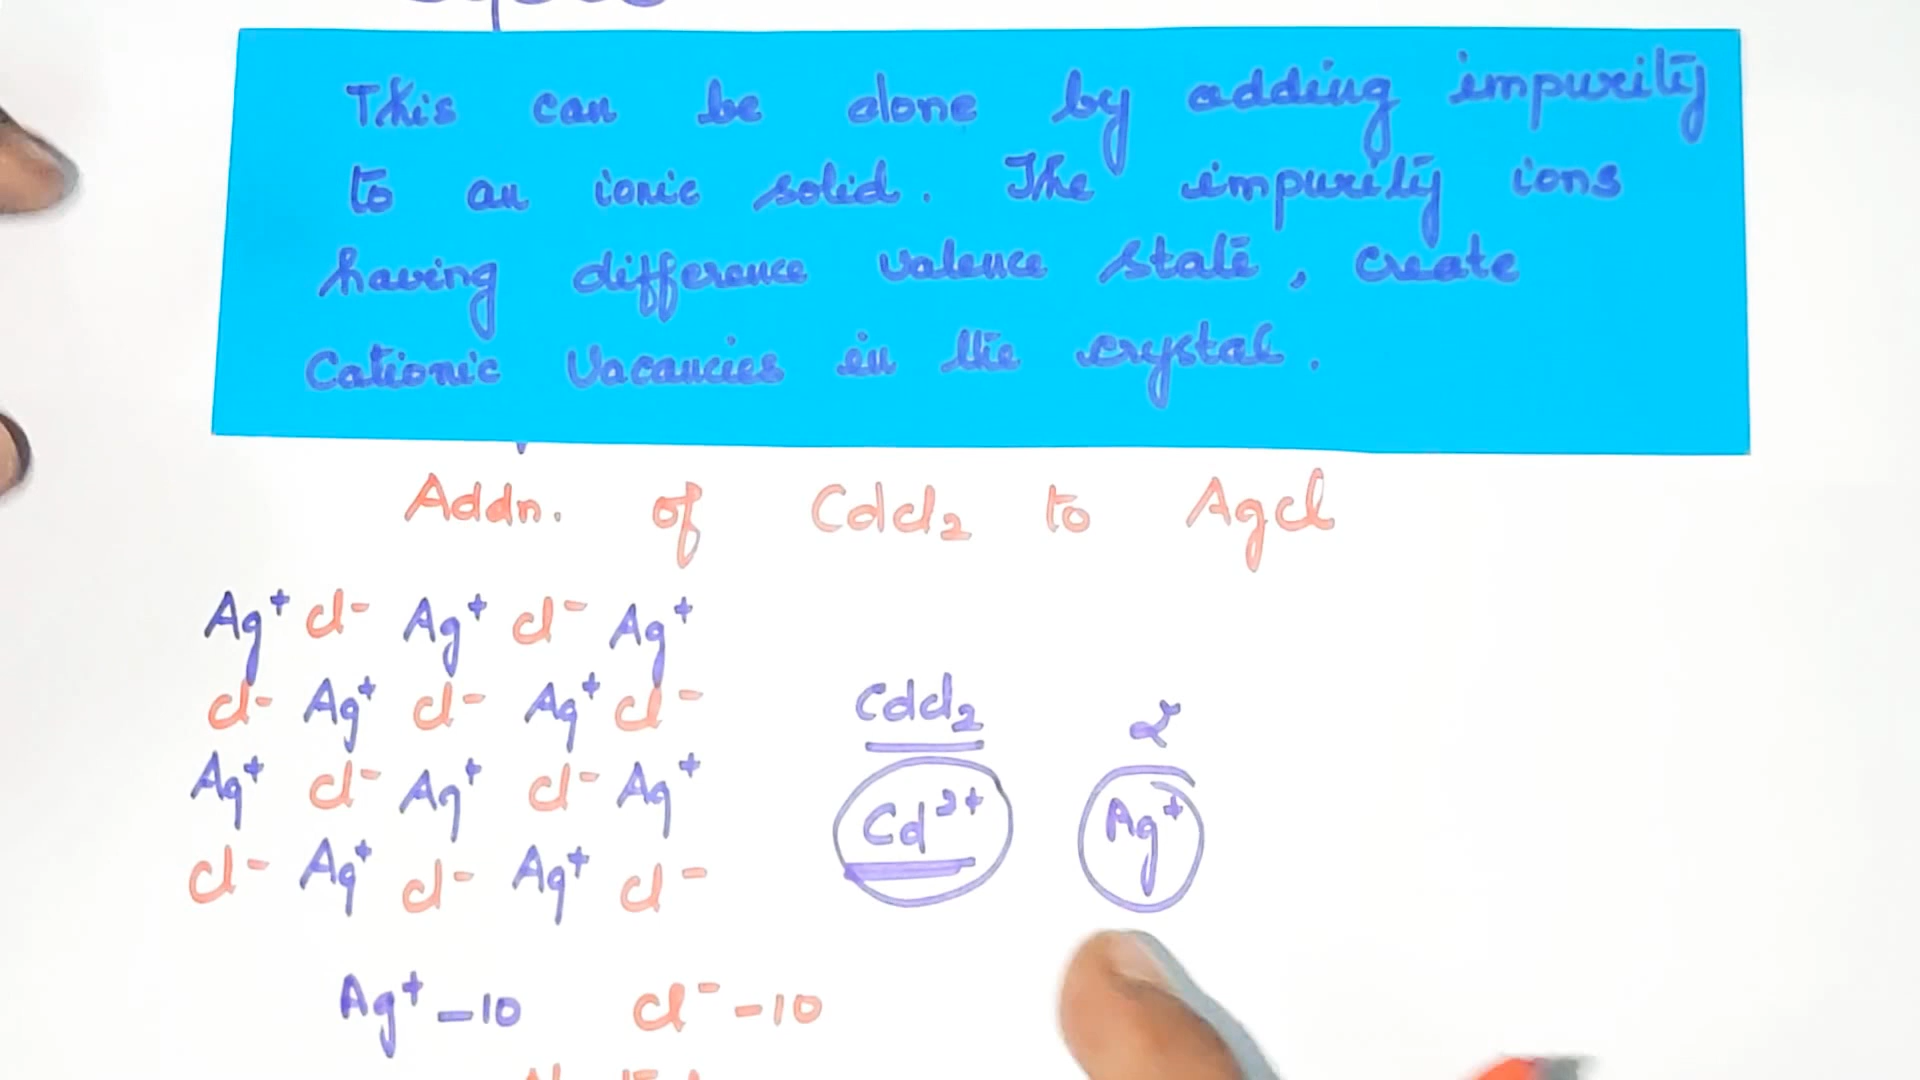 This can be done by adding impurity
to an ionic solid. The impurity ions
having difference valence state, create
Cationic Vacancies in the crystal.
Addn. of CdCl₂ to AgCl
Ag⁺ Cl⁻ Ag⁺ Cl⁻ Ag⁺
Cl⁻ Ag⁺ Cl⁻ Ag⁺ Cl⁻
Ag⁺ Cl⁻ Ag⁺ Cl⁻ Ag⁺
Cl⁻ Ag⁺ Cl⁻ Ag⁺ Cl⁻
CdCl₂ 2
Cd²⁺ Ag⁺
Ag⁺ – 10 Cl⁻ – 10